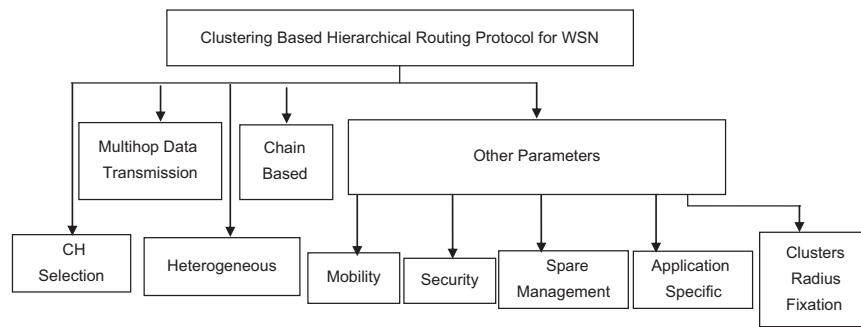 Clustering Based Hierarchical Routing Protocol for WSN
Multihop Data
Transmission
Chain
Based
Other Parameters
CH
Selection
Heterogeneous
Mobility
Security
Spare
Management
Application
Specific
Clusters
Radius
Fixation